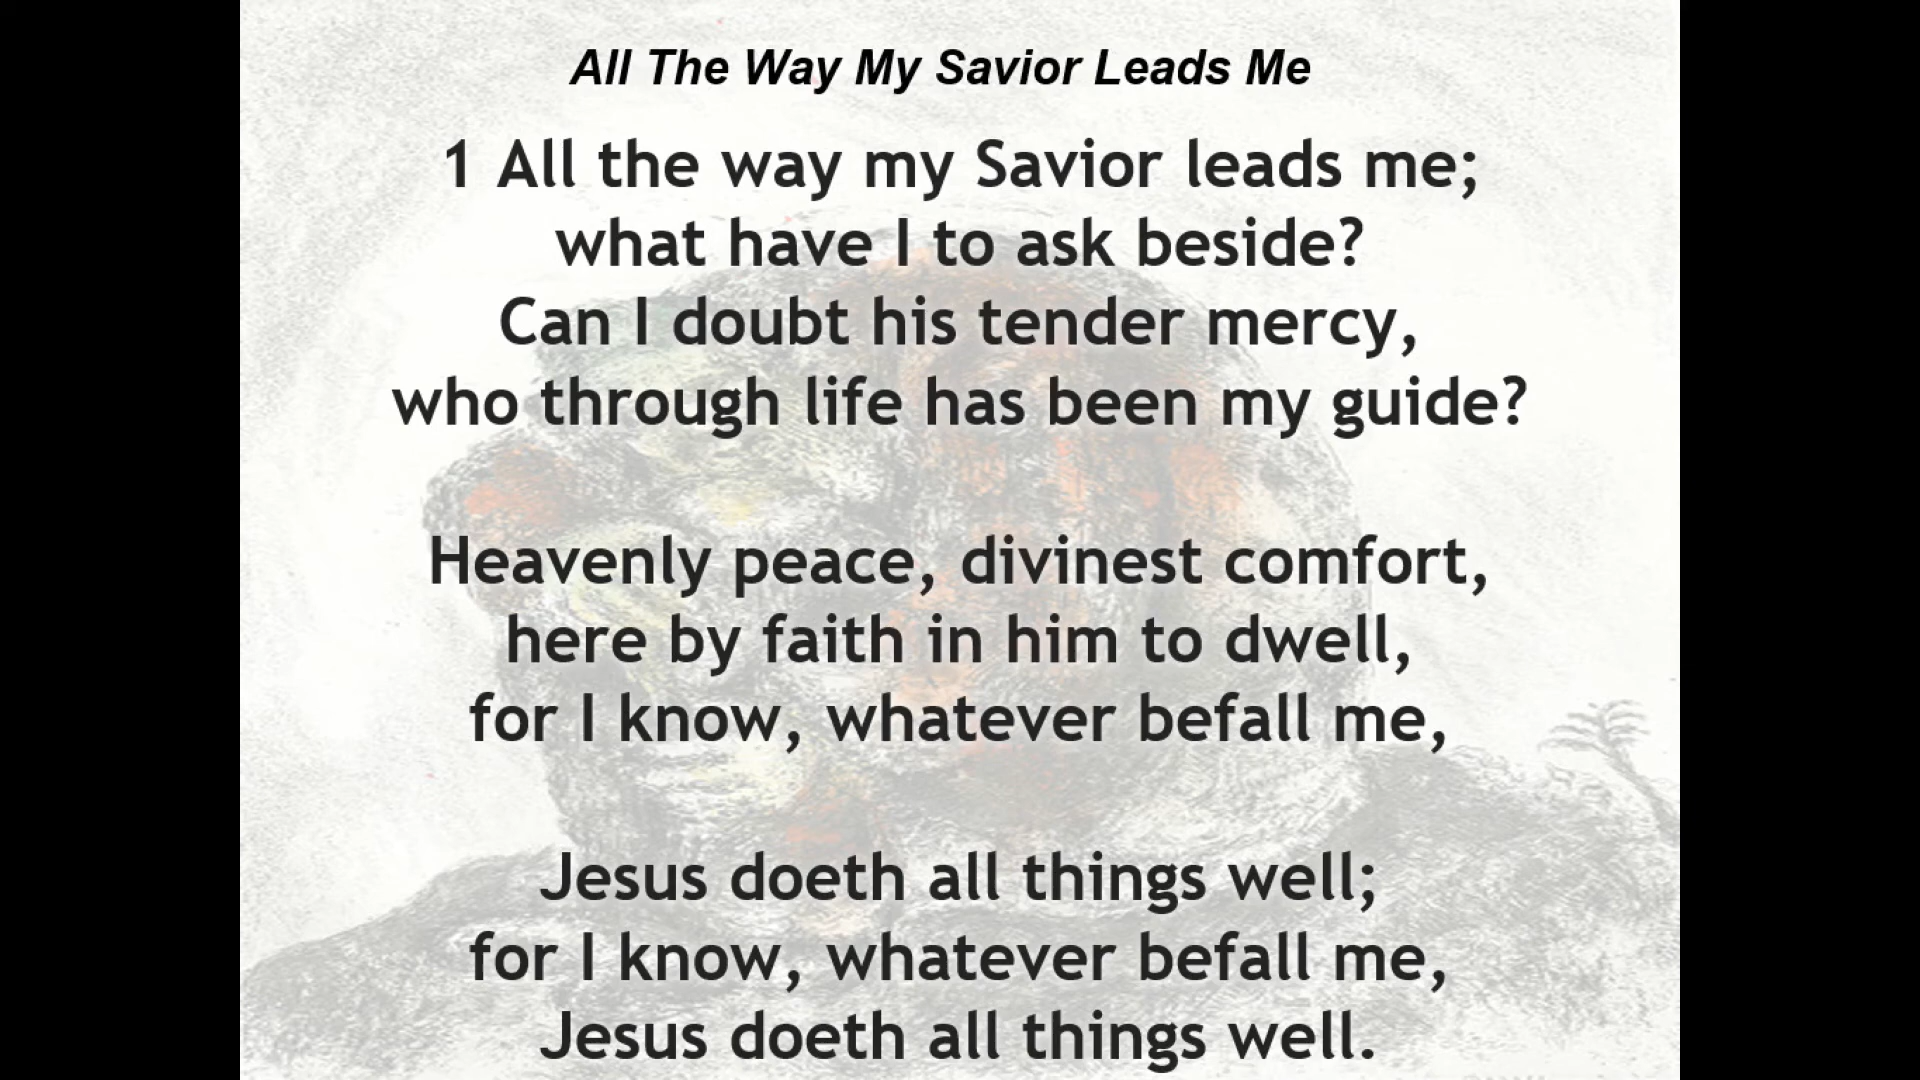 All The Way My Savior Leads Me
1 All the way my Savior leads me;
what have I to ask beside?
Can I doubt his tender mercy,
who through life has been my guide?
Heavenly peace, divinest comfort,
here by faith in him to dwell,
for I know, whatever befall me,
Jesus doeth all things well;
for I know, whatever befall me,
Jesus doeth all things well.